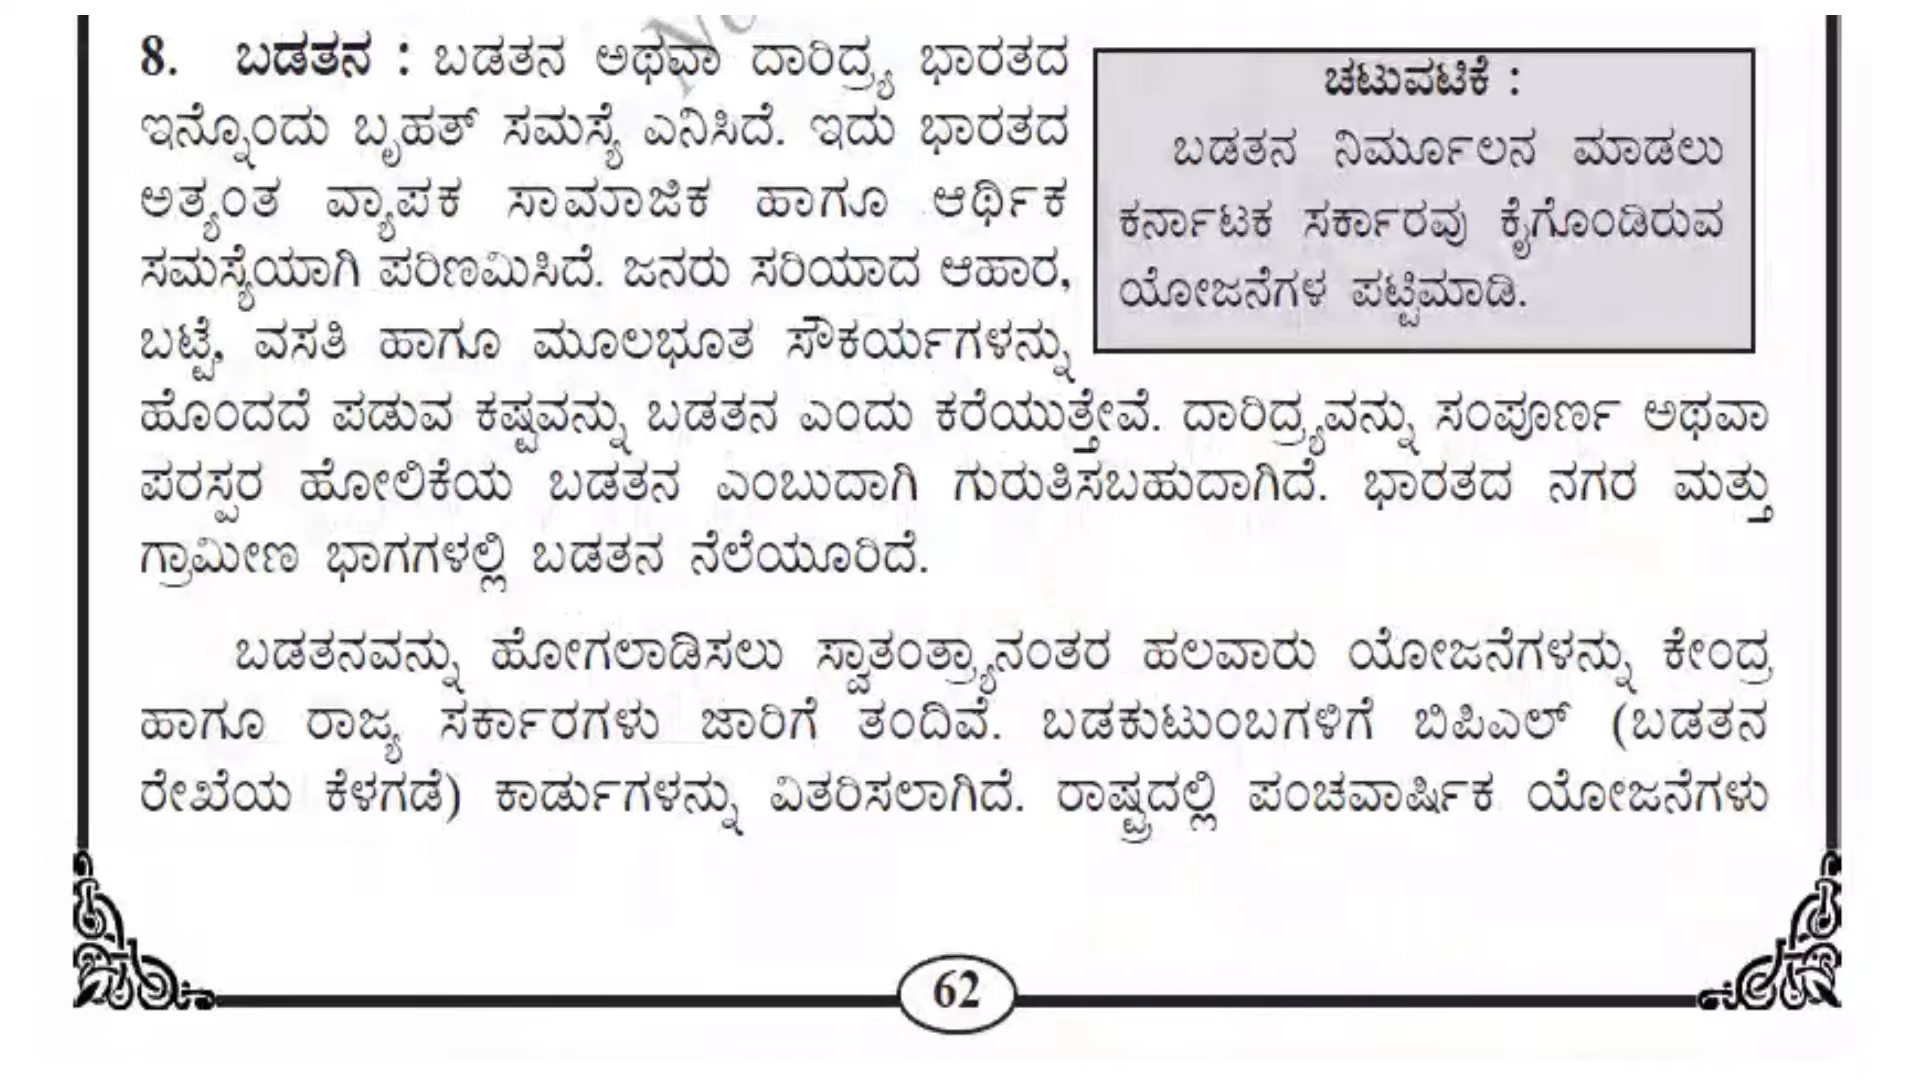 8. ಬಡತನ : ಬಡತನ ಅಥವಾ ದಾರಿದ್ರ್ಯ ಭಾರತದ
ಇನ್ನೊಂದು ಬೃಹತ್ ಸಮಸ್ಯೆ ಎನಿಸಿದೆ. ಇದು ಭಾರತದ
ಅತ್ಯಂತ ವ್ಯಾಪಕ ಸಾಮಾಜಿಕ ಹಾಗೂ ಆರ್ಥಿಕ
ಸಮಸ್ಯೆಯಾಗಿ ಪರಿಣಮಿಸಿದೆ. ಜನರು ಸರಿಯಾದ ಆಹಾರ,
ಬಟ್ಟೆ, ವಸತಿ ಹಾಗೂ ಮೂಲಭೂತ ಸೌಕರ್ಯಗಳನ್ನು
ಚಟುವಟಿಕೆ :
ಬಡತನ ನಿರ್ಮೂಲನ ಮಾಡಲು
ಕರ್ನಾಟಕ ಸರ್ಕಾರವು ಕೈಗೊಂಡಿರುವ
ಯೋಜನೆಗಳ ಪಟ್ಟಿಮಾಡಿ.
ಹೊಂದದೆ ಪಡುವ ಕಷ್ಟವನ್ನು ಬಡತನ ಎಂದು ಕರೆಯುತ್ತೇವೆ. ದಾರಿದ್ರ್ಯವನ್ನು ಸಂಪೂರ್ಣ ಅಥವಾ
ಪರಸ್ಪರ ಹೋಲಿಕೆಯ ಬಡತನ ಎಂಬುದಾಗಿ ಗುರುತಿಸಬಹುದಾಗಿದೆ. ಭಾರತದ ನಗರ ಮತ್ತು
ಗ್ರಾಮೀಣ ಭಾಗಗಳಲ್ಲಿ ಬಡತನ ನೆಲೆಯೂರಿದೆ.
ಬಡತನವನ್ನು ಹೋಗಲಾಡಿಸಲು ಸ್ವಾತಂತ್ರ್ಯಾನಂತರ ಹಲವಾರು ಯೋಜನೆಗಳನ್ನು ಕೇಂದ್ರ
ಹಾಗೂ ರಾಜ್ಯ ಸರ್ಕಾರಗಳು ಜಾರಿಗೆ ತಂದಿವೆ. ಬಡಕುಟುಂಬಗಳಿಗೆ ಬಿಪಿಎಲ್ (ಬಡತನ
ರೇಖೆಯ ಕೆಳಗಡೆ) ಕಾರ್ಡುಗಳನ್ನು ವಿತರಿಸಲಾಗಿದೆ. ರಾಷ್ಟ್ರದಲ್ಲಿ ಪಂಚವಾರ್ಷಿಕ ಯೋಜನೆಗಳು
62